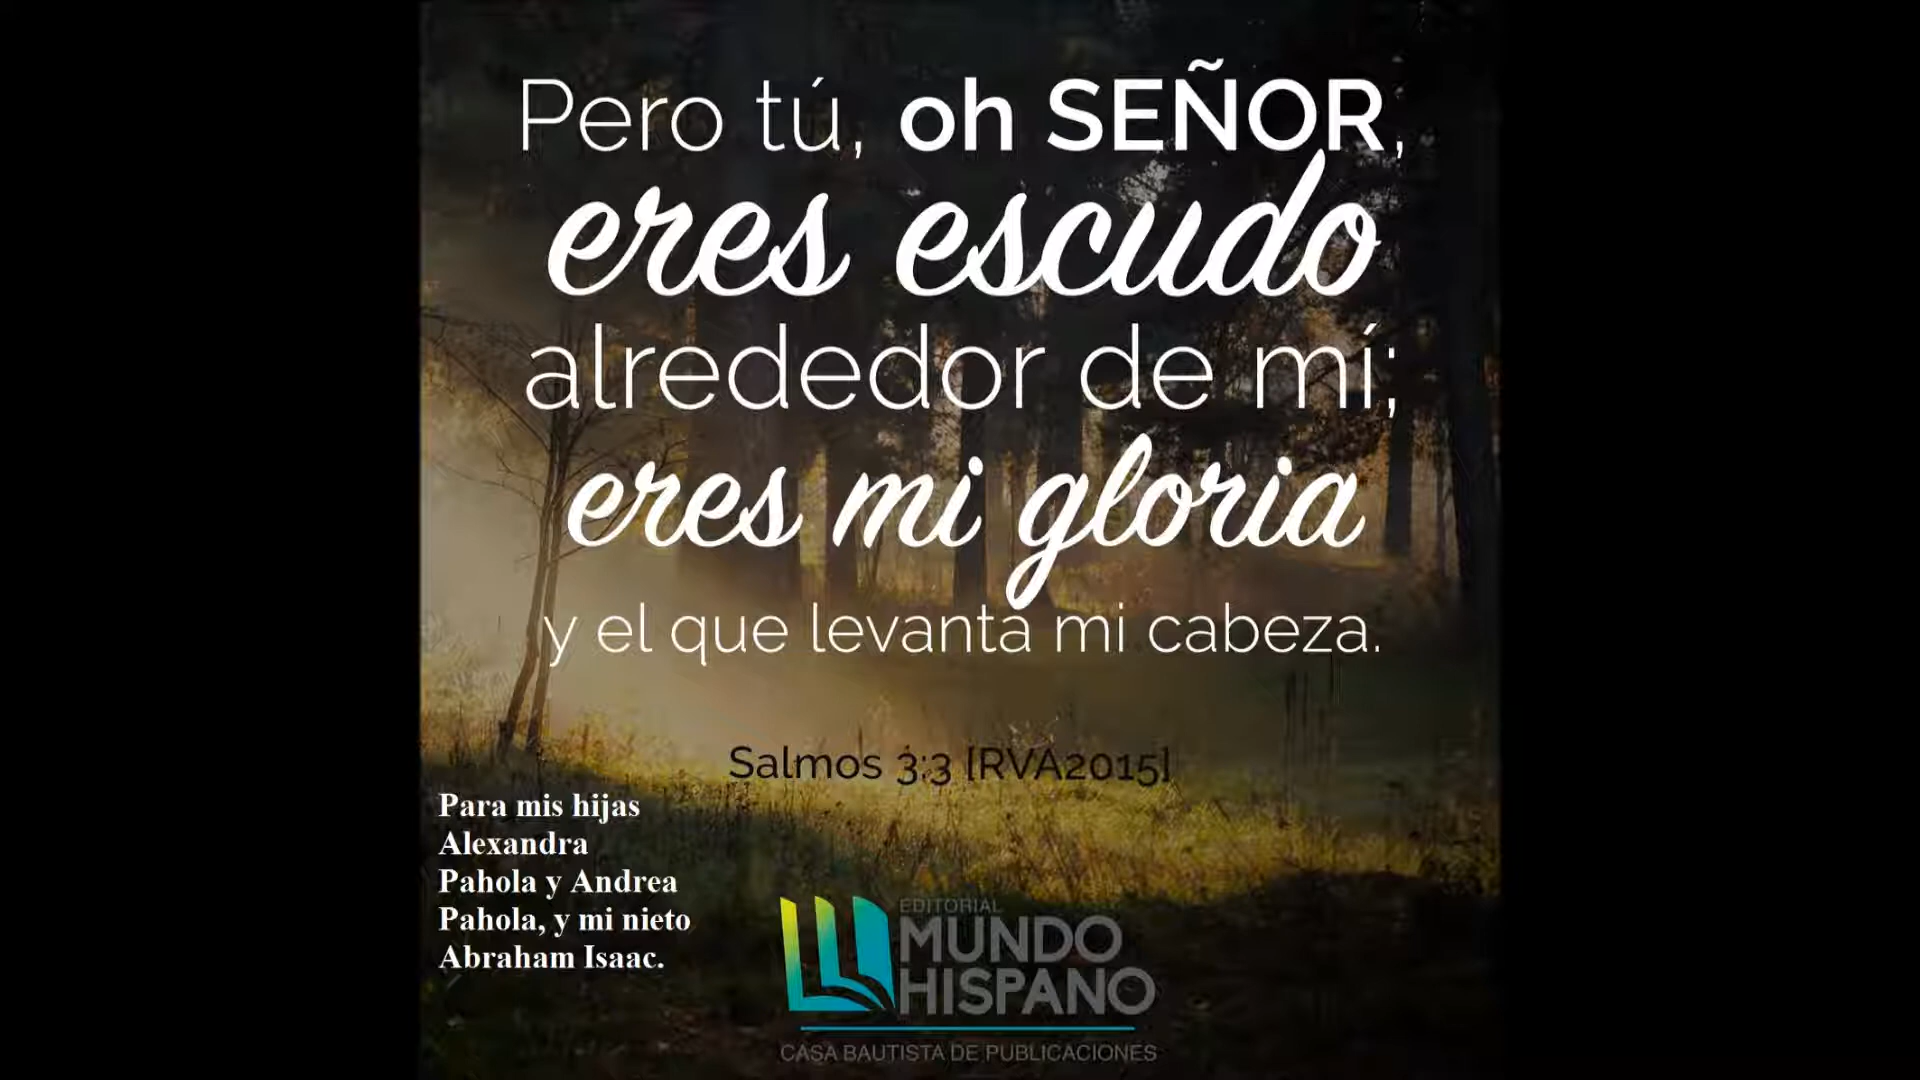 Pero tú, oh SEÑOR,
eres escudo
alrededor de mí;
eres mi gloria
y el que levanta mi cabeza.
Salmos 3:3 [RVA2015]
Para mis hijas
Alexandra
Pahola y Andrea
Pahola, y mi nieto
Abraham Isaac.
EDITORIAL
MUNDO
HISPANO
CASA BAUTISTA DE PUBLICACIONES